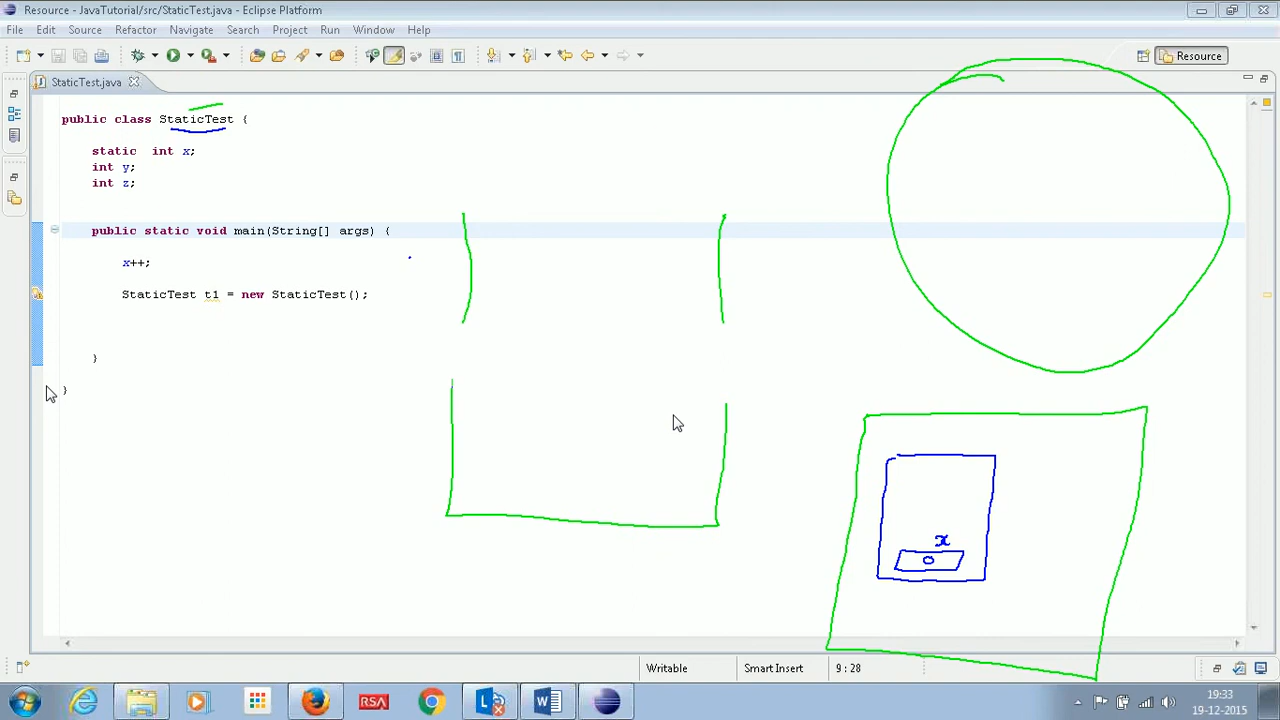 Resource - JavaTutorial/src/StaticTest.java - Eclipse Platform
File Edit Source Refactor Navigate Search Project Run Window Help
Resource
StaticTest.java
public class StaticTest {
static int x;
int y;
int z;
public static void main(String[] args) {
x++;
StaticTest t1 = new StaticTest();
}
}
x
0
Writable Smart Insert 9 : 28
RSA
19:33
19-12-2015